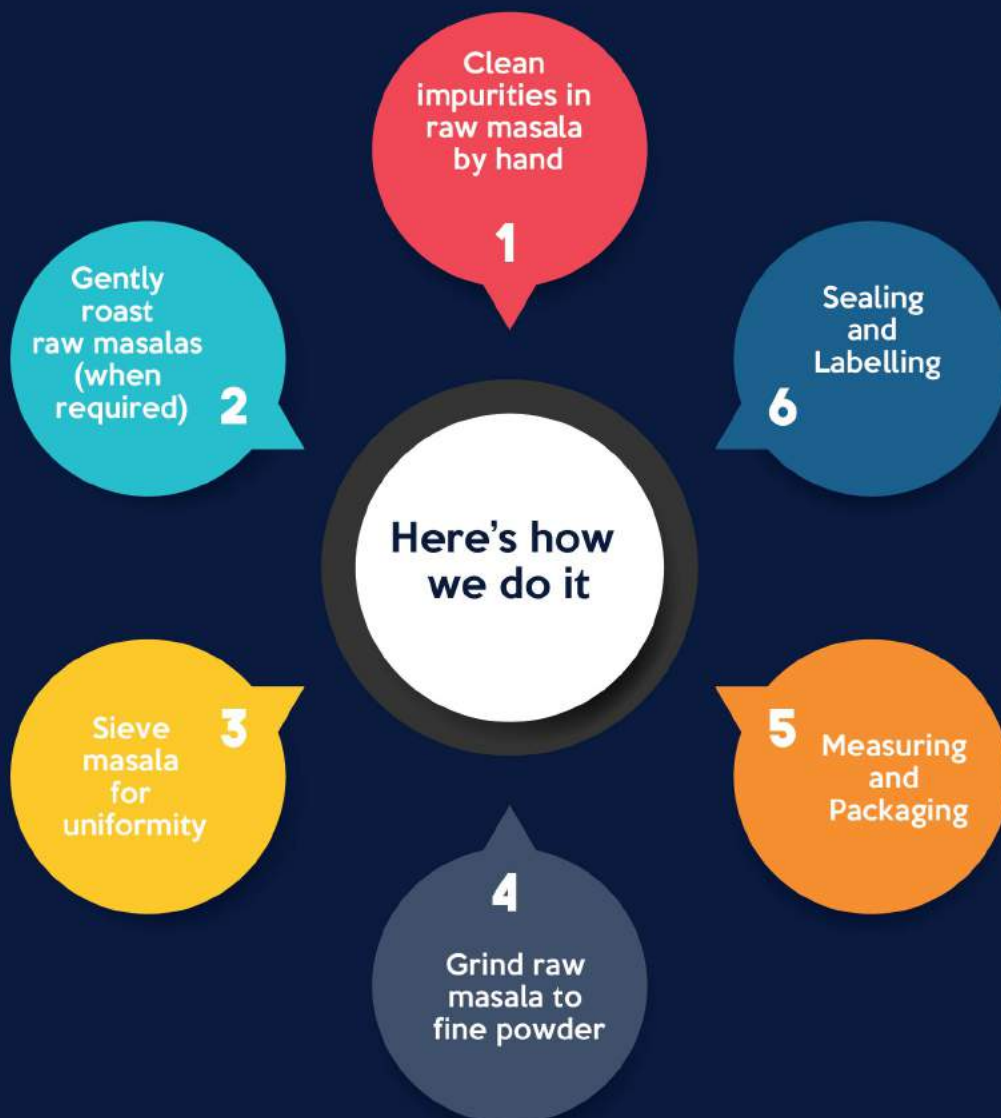 Clean
impurities in
raw masala
by hand
1
Gently
roast
raw masalas
(when
required)
2
Sieve
masala
for
uniformity
3
Grind raw
masala to
fine powder
4
Measuring
and
Packaging
5
Sealing
and
Labelling
6
Here's how
we do it